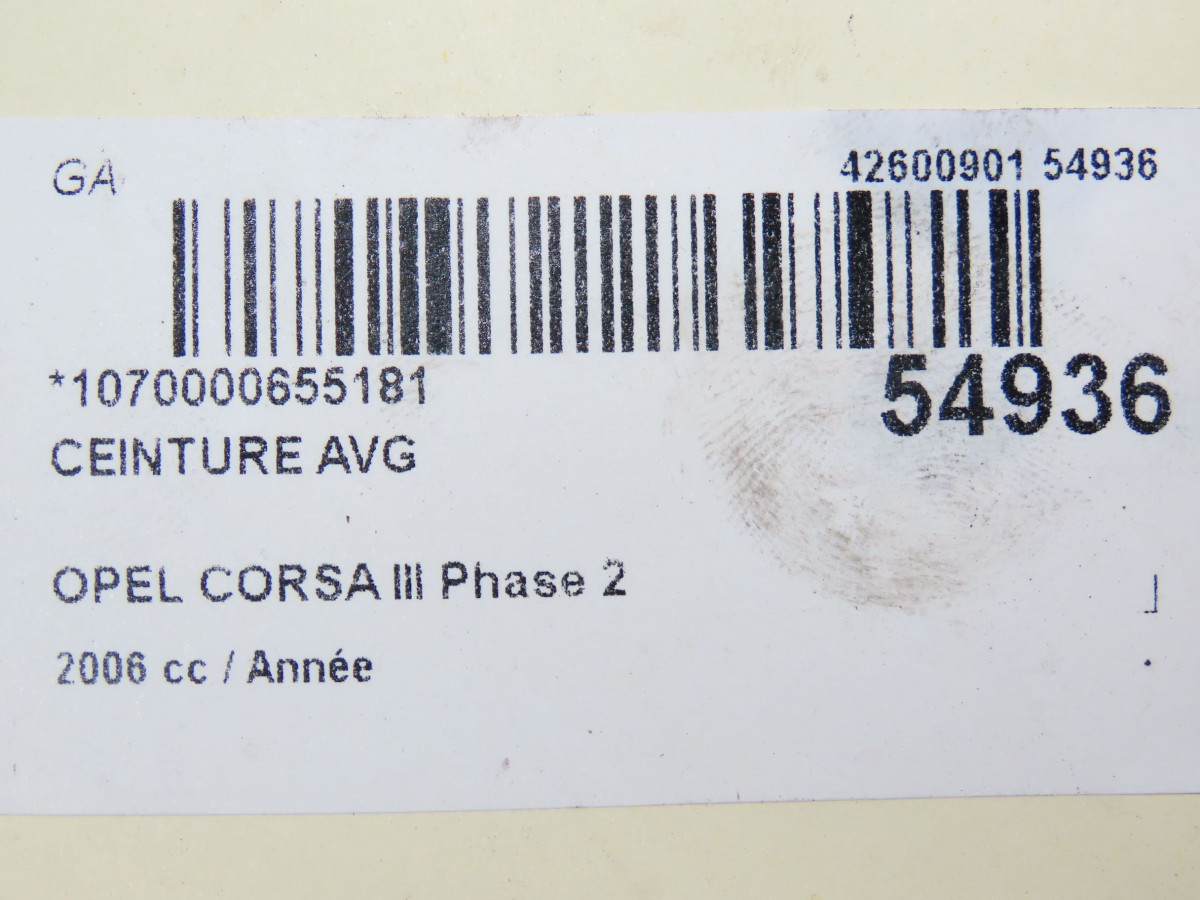 GA 42600901 54936
*1070000655181 54936
CEINTURE AVG
OPEL CORSA III Phase 2
2006 cc / Année